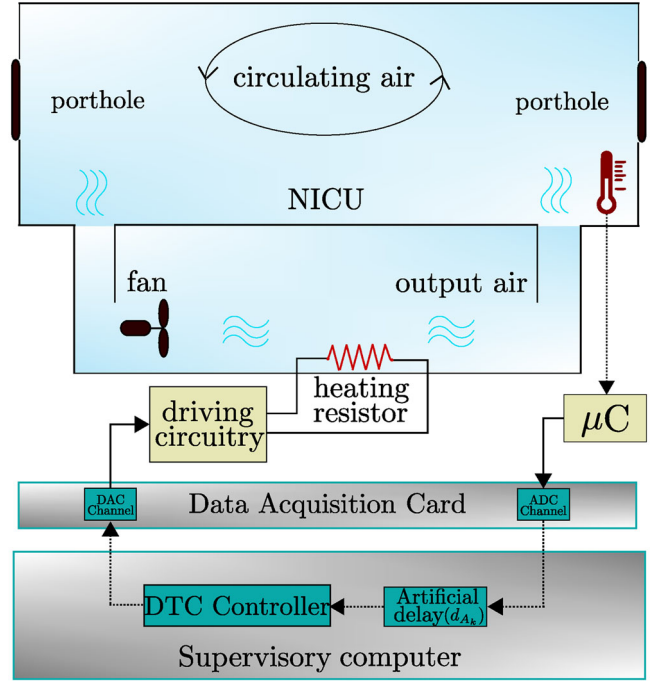 circulating air
porthole
porthole
NICU
fan
output air
heating
resistor
driving
circuitry
μC
DAC
Channel
Data Acquisition Card
ADC
Channel
DTC Controller
Artificial
delay(d_{A_k})
Supervisory computer